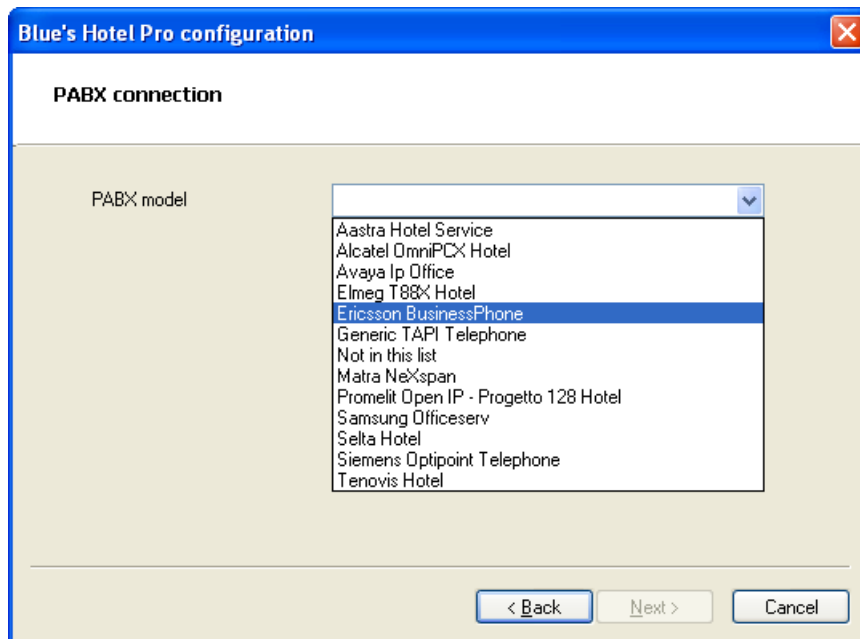 Blue's Hotel Pro configuration
PABX connection
PABX model
Aastra Hotel Service
Alcatel OmniPCX Hotel
Avaya Ip Office
Elmeg T88X Hotel
Ericsson BusinessPhone
Generic TAPI Telephone
Not in this list
Matra NeXspan
Promelit Open IP - Progetto 128 Hotel
Samsung Officeserv
Selta Hotel
Siemens Optipoint Telephone
Tenovis Hotel
< Back Next > Cancel